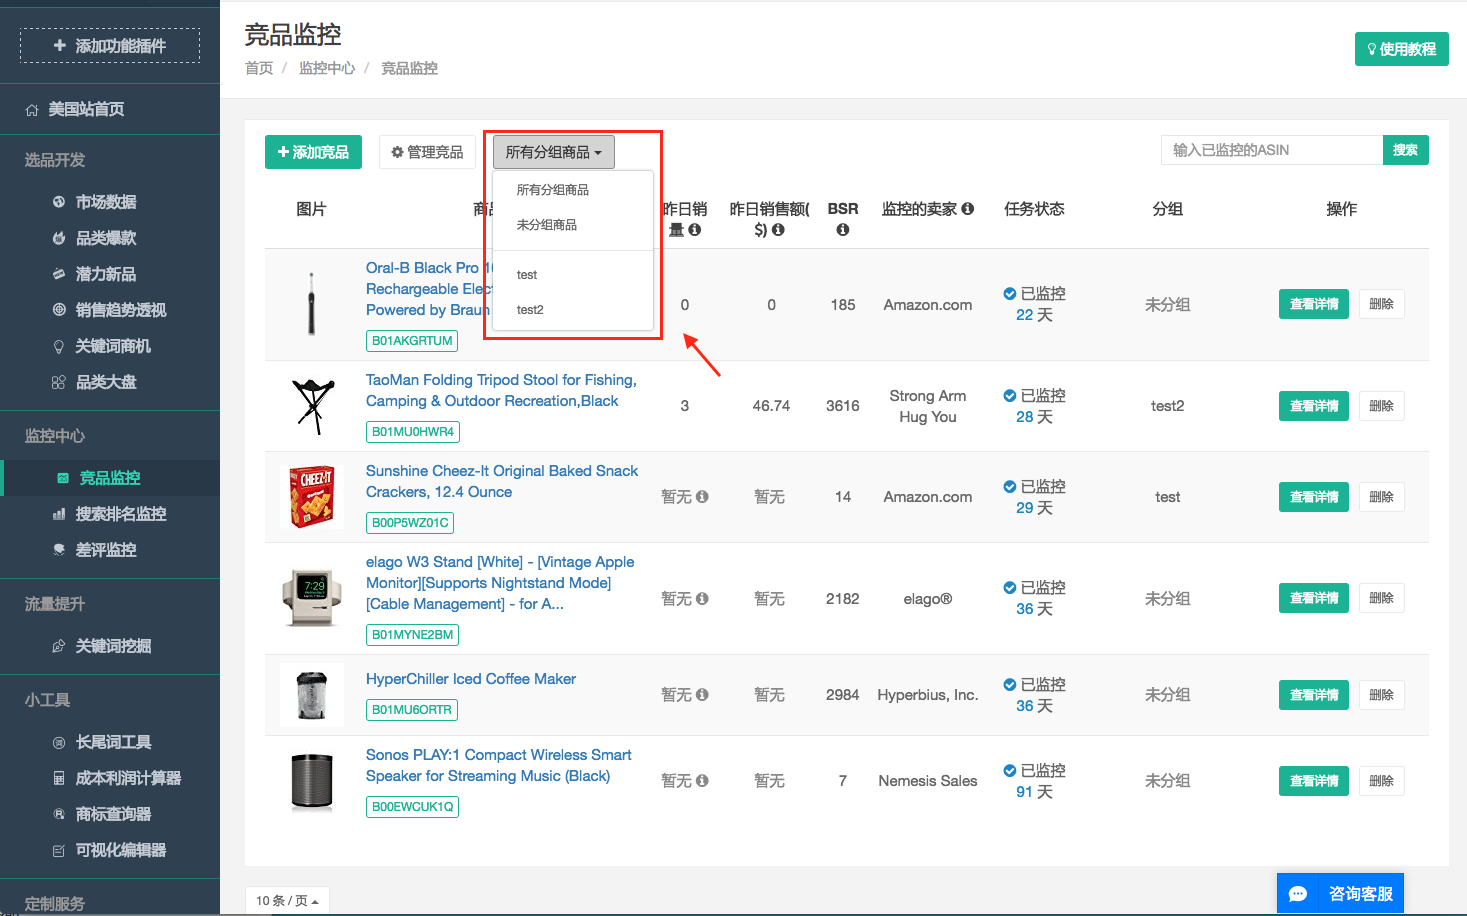 添加功能插件
美国站首页
选品开发
市场数据
品类爆款
潜力新品
销售趋势透视
关键词商机
品类大盘
监控中心
竞品监控
搜索排名监控
差评监控
流量提升
关键词挖掘
小工具
长尾词工具
成本利润计算器
商标查询器
可视化编辑器
定制服务
竞品监控
首页 / 监控中心 / 竞品监控
使用教程
添加竞品 管理竞品 所有分组商品 输入已监控的ASIN 搜索
所有分组商品
未分组商品
test
test2
图片 商品 昨日销量 昨日销售额($) BSR 监控的卖家 任务状态 分组 操作
Oral-B Black Pro
Rechargeable Elec
Powered by Braun
B01AKGRTUM
0 0 185 Amazon.com 已监控 22 天 未分组 查看详情 删除
TaoMan Folding Tripod Stool for Fishing,
Camping & Outdoor Recreation,Black
B01MU0HWR4
3 46.74 3616 Strong Arm Hug You 已监控 28 天 test2 查看详情 删除
CHEEZ-IT
Sunshine Cheez-It Original Baked Snack
Crackers, 12.4 Ounce
B00P5WZ01C
暂无 暂无 14 Amazon.com 已监控 29 天 test 查看详情 删除
7:29
elago W3 Stand [White] - [Vintage Apple
Monitor][Supports Nightstand Mode]
[Cable Management] - for A...
B01MYNE2BM
暂无 暂无 2182 elago® 已监控 36 天 未分组 查看详情 删除
HyperChiller Iced Coffee Maker
B01MU6ORTR
暂无 暂无 2984 Hyperbius, Inc. 已监控 36 天 未分组 查看详情 删除
Sonos PLAY:1 Compact Wireless Smart
Speaker for Streaming Music (Black)
B00EWCUK1Q
暂无 暂无 7 Nemesis Sales 已监控 91 天 未分组 查看详情 删除
10 条 / 页
咨询客服